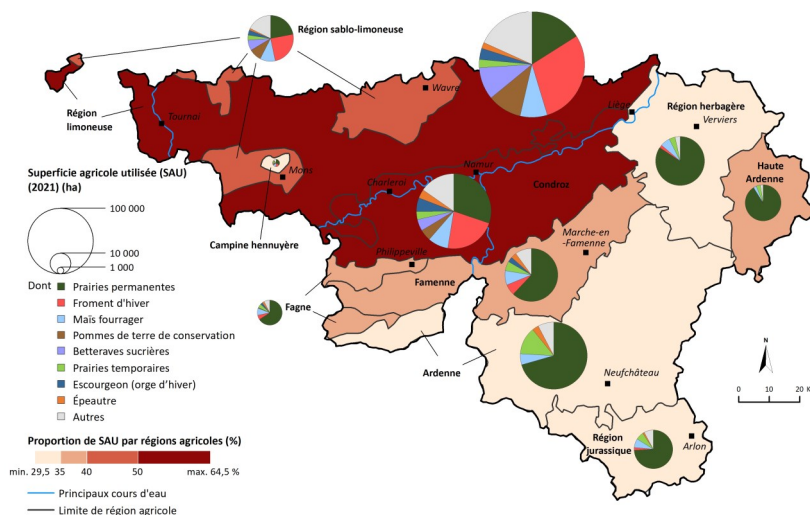 Région sablo-limoneuse
Région
limoneuse
Tournai
Wavre
Liège
Région herbagère
Verviers
Haute
Ardenne
Mons
Namur
Charleroi
Condroz
Campine hennuyère
Philippeville
Marche-en
-Famenne
Famenne
Fagne
Ardenne
Neufchâteau
Région
jurassique
Arlon
Superficie agricole utilisée (SAU)
(2021) (ha)
100 000
10 000
1 000
Dont
Prairies permanentes
Froment d'hiver
Maïs fourrager
Pommes de terre de conservation
Betteraves sucrières
Prairies temporaires
Escourgeon (orge d'hiver)
Épeautre
Autres
Proportion de SAU par régions agricoles (%)
min. 29,5 35 40 50 max. 64,5 %
Principaux cours d'eau
Limite de région agricole
N
0 10 20 K